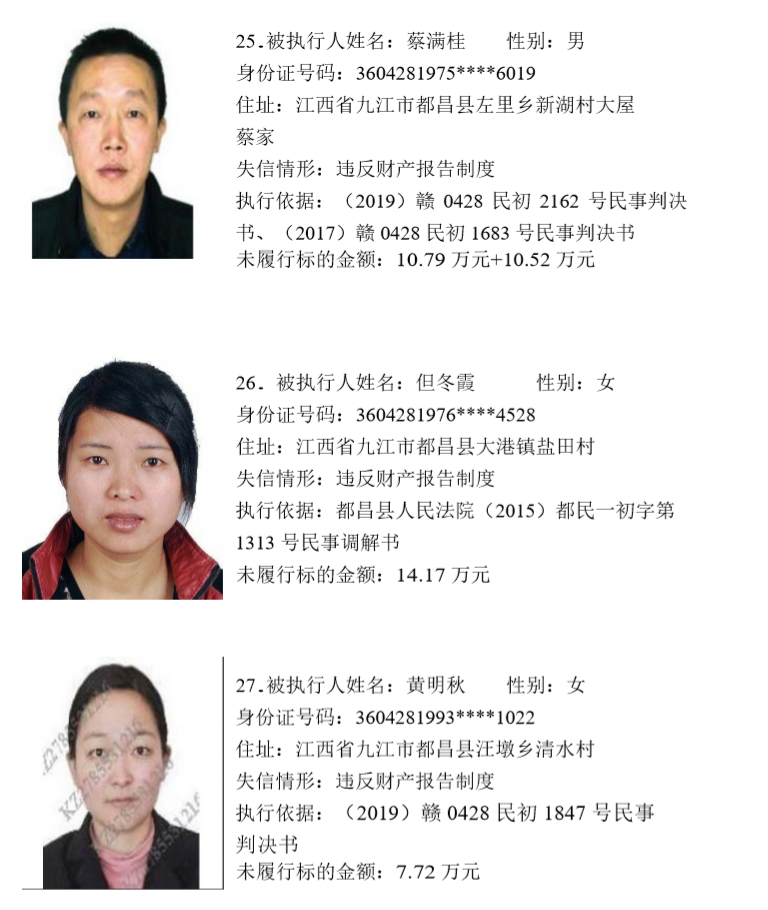 25.被执行人姓名：蔡满桂 性别：男
身份证号码：3604281975****6019
住址：江西省九江市都昌县左里乡新湖村大屋
蔡家
失信情形：违反财产报告制度
执行依据：（2019）赣 0428 民初 2162 号民事判决
书、（2017）赣 0428 民初 1683 号民事判决书
未履行标的金额：10.79 万元+10.52 万元
26. 被执行人姓名：但冬霞 性别：女
身份证号码：3604281976****4528
住址：江西省九江市都昌县大港镇盐田村
失信情形：违反财产报告制度
执行依据：都昌县人民法院（2015）都民一初字第
1313 号民事调解书
未履行标的金额：14.17 万元
27.被执行人姓名：黄明秋 性别：女
身份证号码：3604281993****1022
住址：江西省九江市都昌县汪墩乡清水村
失信情形：违反财产报告制度
执行依据：（2019）赣 0428 民初 1847 号民事
判决书
未履行标的金额：7.72 万元